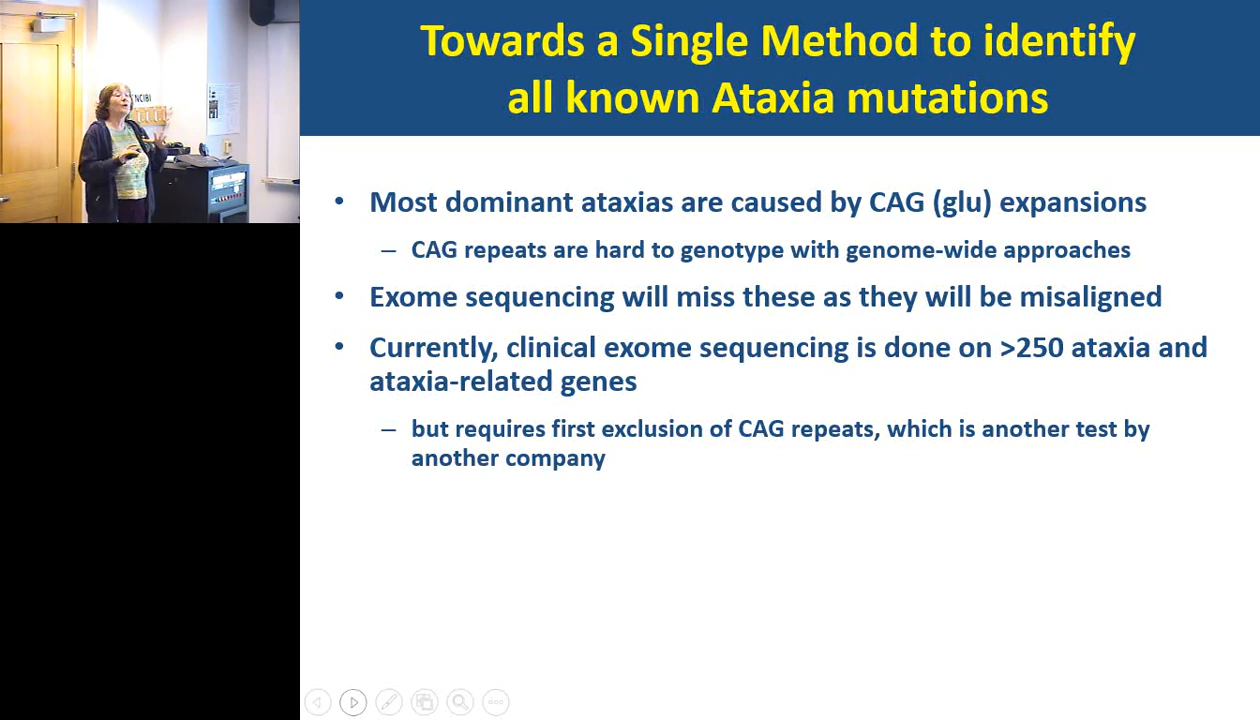 Towards a Single Method to identify
all known Ataxia mutations
NCIBI
• Most dominant ataxias are caused by CAG (glu) expansions
– CAG repeats are hard to genotype with genome-wide approaches
• Exome sequencing will miss these as they will be misaligned
• Currently, clinical exome sequencing is done on >250 ataxia and
ataxia-related genes
– but requires first exclusion of CAG repeats, which is another test by
another company